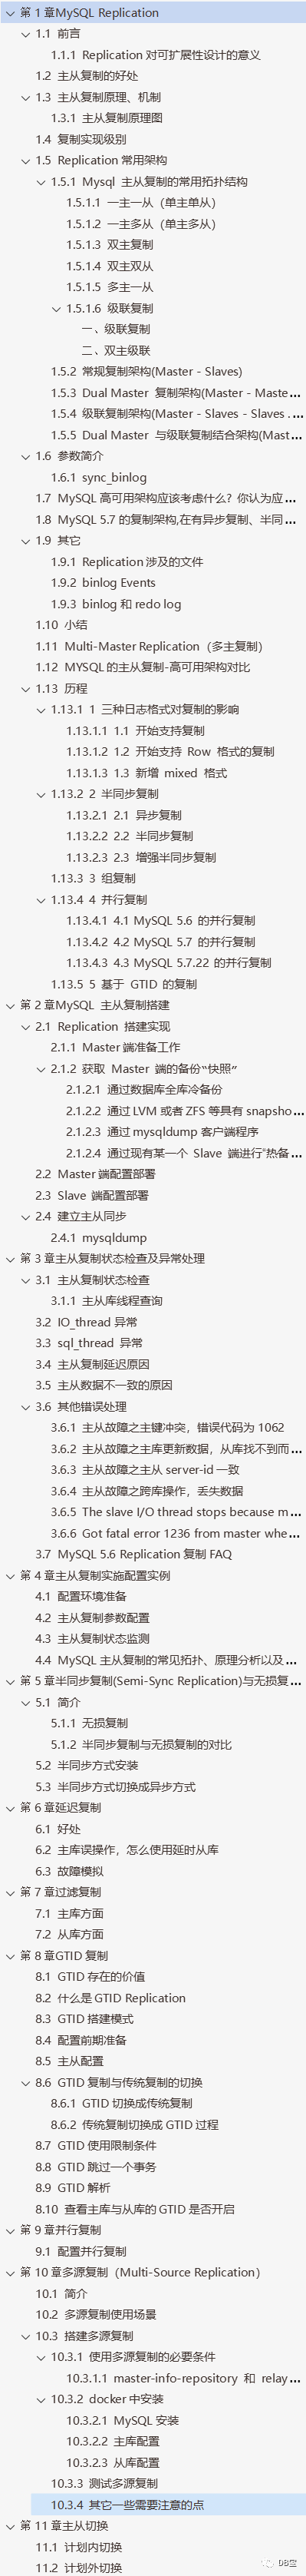 第 1 章MySQL Replication
1.1 前言
1.1.1 Replication 对可扩展性设计的意义
1.2 主从复制的好处
1.3 主从复制原理、机制
1.3.1 主从复制原理图
1.4 复制实现级别
1.5 Replication 常用架构
1.5.1 Mysql 主从复制的常用拓扑结构
1.5.1.1 一主一从（单主单从）
1.5.1.2 一主多从（单主多从）
1.5.1.3 双主复制
1.5.1.4 双主双从
1.5.1.5 多主一从
1.5.1.6 级联复制
一、级联复制
二、双主级联
1.5.2 常规复制架构(Master - Slaves)
1.5.3 Dual Master 复制架构(Master - Maste...
1.5.4 级联复制架构(Master - Slaves - Slaves ...
1.5.5 Dual Master 与级联复制结合架构(Mast...
1.6 参数简介
1.6.1 sync_binlog
1.7 MySQL 高可用架构应该考虑什么？你认为应...
1.8 MySQL 5.7 的复制架构,在有异步复制、半同...
1.9 其它
1.9.1 Replication 涉及的文件
1.9.2 binlog Events
1.9.3 binlog 和 redo log
1.10 小结
1.11 Multi-Master Replication（多主复制）
1.12 MYSQL 的主从复制-高可用架构对比
1.13 历程
1.13.1 1 三种日志格式对复制的影响
1.13.1.1 1.1 开始支持复制
1.13.1.2 1.2 开始支持 Row 格式的复制
1.13.1.3 1.3 新增 mixed 格式
1.13.2 2 半同步复制
1.13.2.1 2.1 异步复制
1.13.2.2 2.2 半同步复制
1.13.2.3 2.3 增强半同步复制
1.13.3 3 组复制
1.13.4 4 并行复制
1.13.4.1 4.1 MySQL 5.6 的并行复制
1.13.4.2 4.2 MySQL 5.7 的并行复制
1.13.4.3 4.3 MySQL 5.7.22 的并行复制
1.13.5 5 基于 GTID 的复制
第 2 章MySQL 主从复制搭建
2.1 Replication 搭建实现
2.1.1 Master 端准备工作
2.1.2 获取 Master 端的备份“快照”
2.1.2.1 通过数据库全库冷备份
2.1.2.2 通过 LVM 或者 ZFS 等具有 snapsho...
2.1.2.3 通过 mysqldump 客户端程序
2.1.2.4 通过现有某一个 Slave 端进行“热备...
2.2 Master 端配置部署
2.3 Slave 端配置部署
2.4 建立主从同步
2.4.1 mysqldump
第 3 章主从复制状态检查及异常处理
3.1 主从复制状态检查
3.1.1 主从库线程查询
3.2 IO_thread 异常
3.3 sql_thread 异常
3.4 主从复制延迟原因
3.5 主从数据不一致的原因
3.6 其他错误处理
3.6.1 主从故障之主键冲突，错误代码为 1062
3.6.2 主从故障之主库更新数据，从库找不到而...
3.6.3 主从故障之主从 server-id 一致
3.6.4 主从故障之跨库操作，丢失数据
3.6.5 The slave I/O thread stops because m...
3.6.6 Got fatal error 1236 from master whe...
3.7 MySQL 5.6 Replication 复制 FAQ
第 4 章主从复制实施配置实例
4.1 配置环境准备
4.2 主从复制参数配置
4.3 主从复制状态监测
4.4 MySQL 主从复制的常见拓扑、原理分析以及...
第 5 章半同步复制(Semi-Sync Replication)与无损复...
5.1 简介
5.1.1 无损复制
5.1.2 半同步复制与无损复制的对比
5.2 半同步方式安装
5.3 半同步方式切换成异步方式
第 6 章延迟复制
6.1 好处
6.2 主库误操作，怎么使用延时从库
6.3 故障模拟
第 7 章过滤复制
7.1 主库方面
7.2 从库方面
第 8 章GTID 复制
8.1 GTID 存在的价值
8.2 什么是 GTID Replication
8.3 GTID 搭建模式
8.4 配置前期准备
8.5 主从配置
8.6 GTID 复制与传统复制的切换
8.6.1 GTID 切换成传统复制
8.6.2 传统复制切换成 GTID 过程
8.7 GTID 使用限制条件
8.8 GTID 跳过一个事务
8.9 GTID 解析
8.10 查看主库与从库的 GTID 是否开启
第 9 章并行复制
9.1 配置并行复制
第 10 章多源复制（Multi-Source Replication）
10.1 简介
10.2 多源复制使用场景
10.3 搭建多源复制
10.3.1 使用多源复制的必要条件
10.3.1.1 master-info-repository 和 relay...
10.3.2 docker 中安装
10.3.2.1 MySQL 安装
10.3.2.2 主库配置
10.3.2.3 从库配置
10.3.3 测试多源复制
10.3.4 其它一些需要注意的点
第 11 章主从切换
11.1 计划内切换
11.2 计划外切换
DB宝